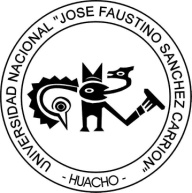 UNIVERSIDAD NACIONAL "JOSE FAUSTINO SANCHEZ CARRION"
- HUACHO -